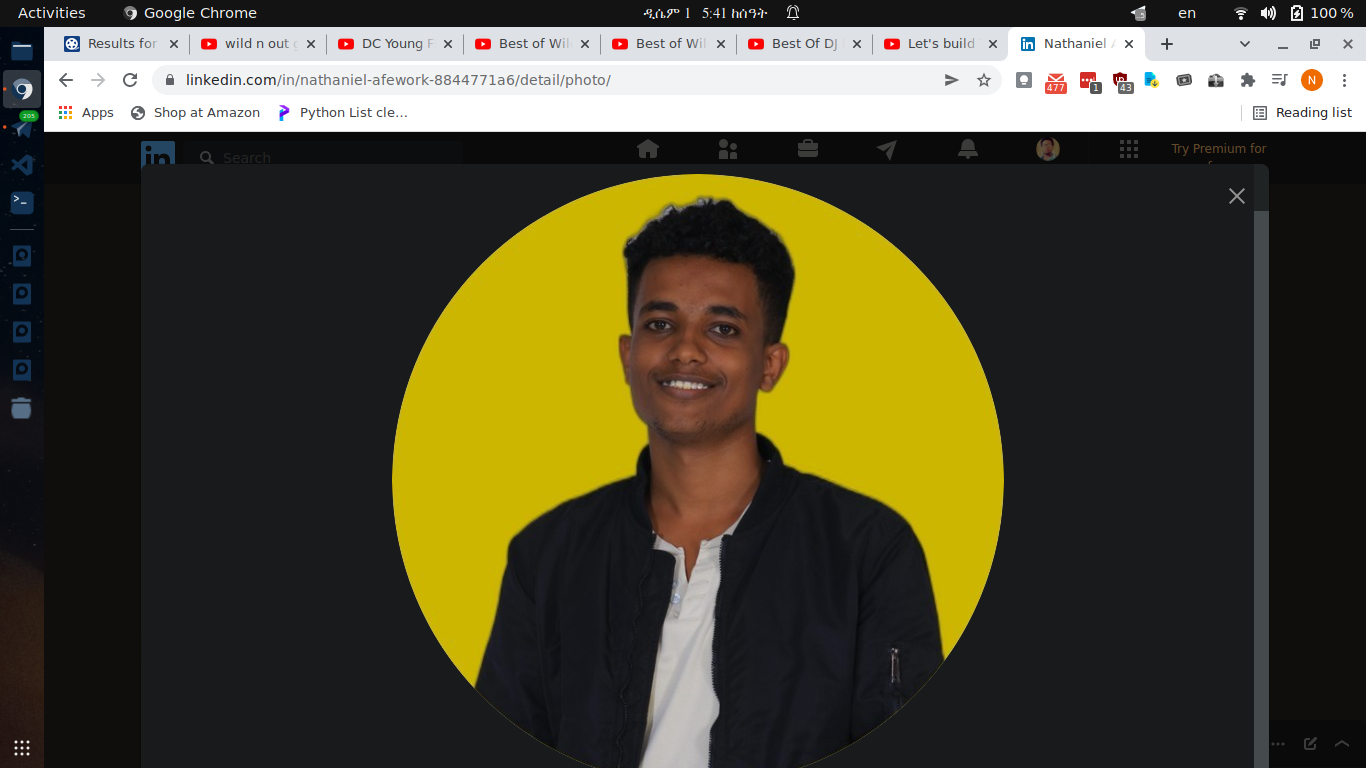 Activities Google Chrome ዲሴም 1 5:41 ከሰዓት en 100 %
Results for wild n out g DC Young F Best of Wil Best of Wil Best Of DJ Let's build in Nathaniel A
linkedin.com/in/nathaniel-afework-8844771a6/detail/photo/ 477 1 43 N
Apps Shop at Amazon Python List cle... Reading list
205
in Search Try Premium for